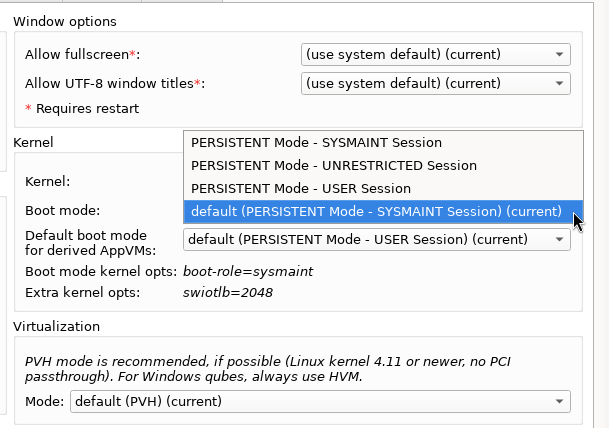 Window options
Allow fullscreen*: (use system default) (current)
Allow UTF-8 window titles*: (use system default) (current)
* Requires restart
Kernel
PERSISTENT Mode - SYSMAINT Session
PERSISTENT Mode - UNRESTRICTED Session
Kernel:
PERSISTENT Mode - USER Session
Boot mode: default (PERSISTENT Mode - SYSMAINT Session) (current)
Default boot mode
for derived AppVMs: default (PERSISTENT Mode - USER Session) (current)
Boot mode kernel opts: boot-role=sysmaint
Extra kernel opts: swiotlb=2048
Virtualization
PVH mode is recommended, if possible (Linux kernel 4.11 or newer, no PCI
passthrough). For Windows qubes, always use HVM.
Mode: default (PVH) (current)